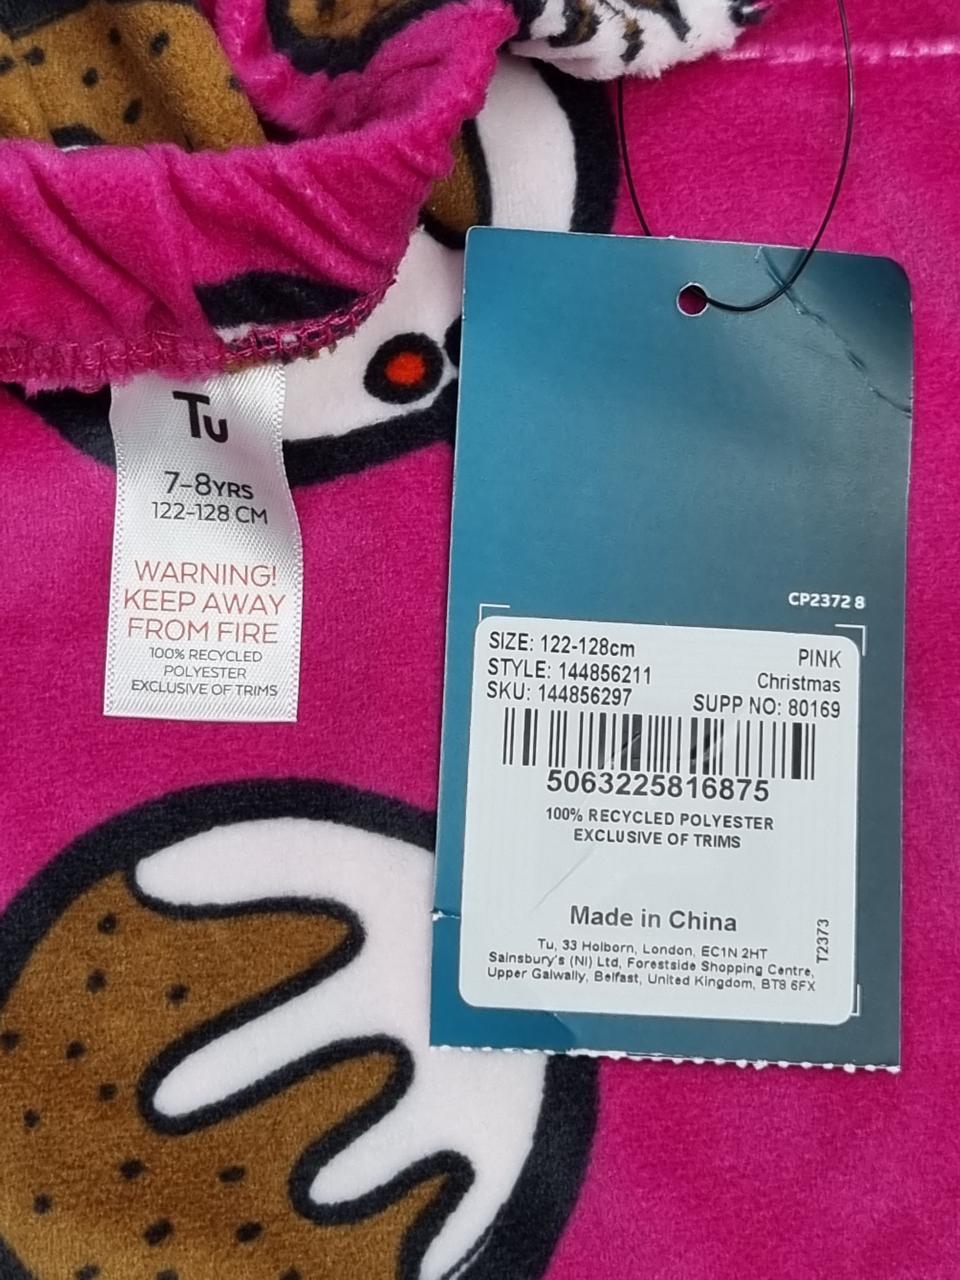 Tu
7-8YRS
122-128 CM
WARNING!
KEEP AWAY
FROM FIRE
100% RECYCLED
POLYESTER
EXCLUSIVE OF TRIMS
CP2372 8
SIZE: 122-128cm
PINK
STYLE: 144856211
Christmas
SKU: 144856297
SUPP NO: 80169
5063225816875
100% RECYCLED POLYESTER
EXCLUSIVE OF TRIMS
Made in China
T2373
Tu, 33 Holborn, London, EC1N 2HT
Sainsbury's (NI) Ltd, Forestside Shopping Centre,
Upper Galwally, Belfast, United Kingdom, BT8 6FX